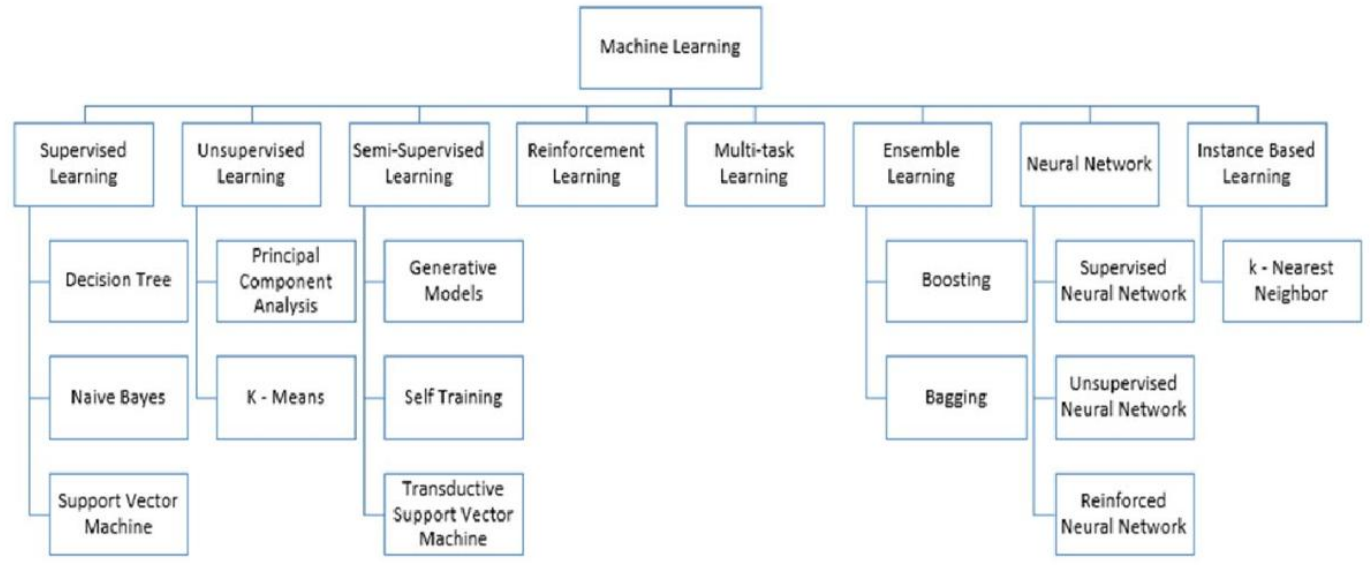 Machine Learning
Supervised
Learning
Unsupervised
Learning
Semi-Supervised
Learning
Reinforcement
Learning
Multi-task
Learning
Ensemble
Learning
Neural Network
Instance Based
Learning
Decision Tree
Principal
Component
Analysis
Generative
Models
Boosting
Supervised
Neural Network
k - Nearest
Neighbor
Naive Bayes
K - Means
Self Training
Bagging
Unsupervised
Neural Network
Support Vector
Machine
Transductive
Support Vector
Machine
Reinforced
Neural Network